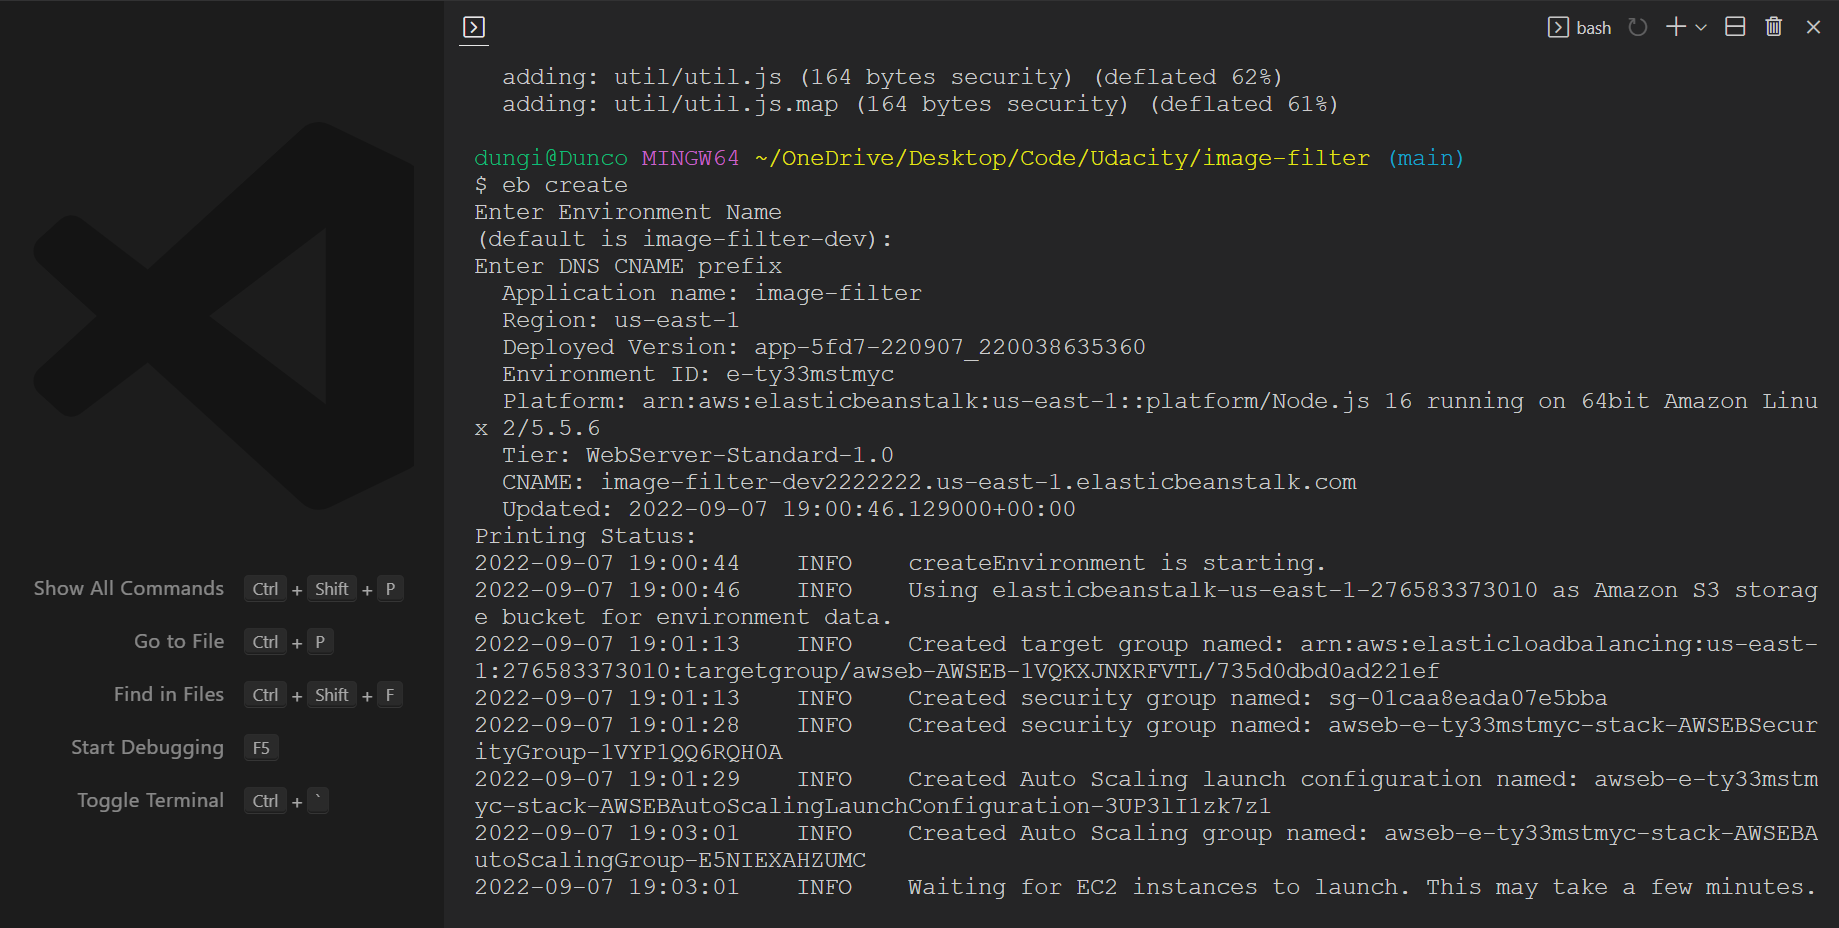 bash
adding: util/util.js (164 bytes security) (deflated 62%)
adding: util/util.js.map (164 bytes security) (deflated 61%)
dungi@Dunco MINGW64 ~/OneDrive/Desktop/Code/Udacity/image-filter (main)
$ eb create
Enter Environment Name
(default is image-filter-dev):
Enter DNS CNAME prefix
Application name: image-filter
Region: us-east-1
Deployed Version: app-5fd7-220907_220038635360
Environment ID: e-ty33mstmyc
Platform: arn:aws:elasticbeanstalk:us-east-1::platform/Node.js 16 running on 64bit Amazon Linu
x 2/5.5.6
Tier: WebServer-Standard-1.0
CNAME: image-filter-dev2222222.us-east-1.elasticbeanstalk.com
Updated: 2022-09-07 19:00:46.129000+00:00
Printing Status:
2022-09-07 19:00:44    INFO    createEnvironment is starting.
2022-09-07 19:00:46    INFO    Using elasticbeanstalk-us-east-1-276583373010 as Amazon S3 storag
e bucket for environment data.
2022-09-07 19:01:13    INFO    Created target group named: arn:aws:elasticloadbalancing:us-east-
1:276583373010:targetgroup/awseb-AWSEB-1VQKXJNXRFVTL/735d0dbd0ad221ef
2022-09-07 19:01:13    INFO    Created security group named: sg-01caa8eada07e5bba
2022-09-07 19:01:28    INFO    Created security group named: awseb-e-ty33mstmyc-stack-AWSEBSecur
ityGroup-1VYP1QQ6RQH0A
2022-09-07 19:01:29    INFO    Created Auto Scaling launch configuration named: awseb-e-ty33mstm
yc-stack-AWSEBAutoScalingLaunchConfiguration-3UP3lI1zk7z1
2022-09-07 19:03:01    INFO    Created Auto Scaling group named: awseb-e-ty33mstmyc-stack-AWSEBA
utoScalingGroup-E5NIEXAHZUMC
2022-09-07 19:03:01    INFO    Waiting for EC2 instances to launch. This may take a few minutes.
Show All Commands Ctrl + Shift + P
Go to File Ctrl + P
Find in Files Ctrl + Shift + F
Start Debugging F5
Toggle Terminal Ctrl + `